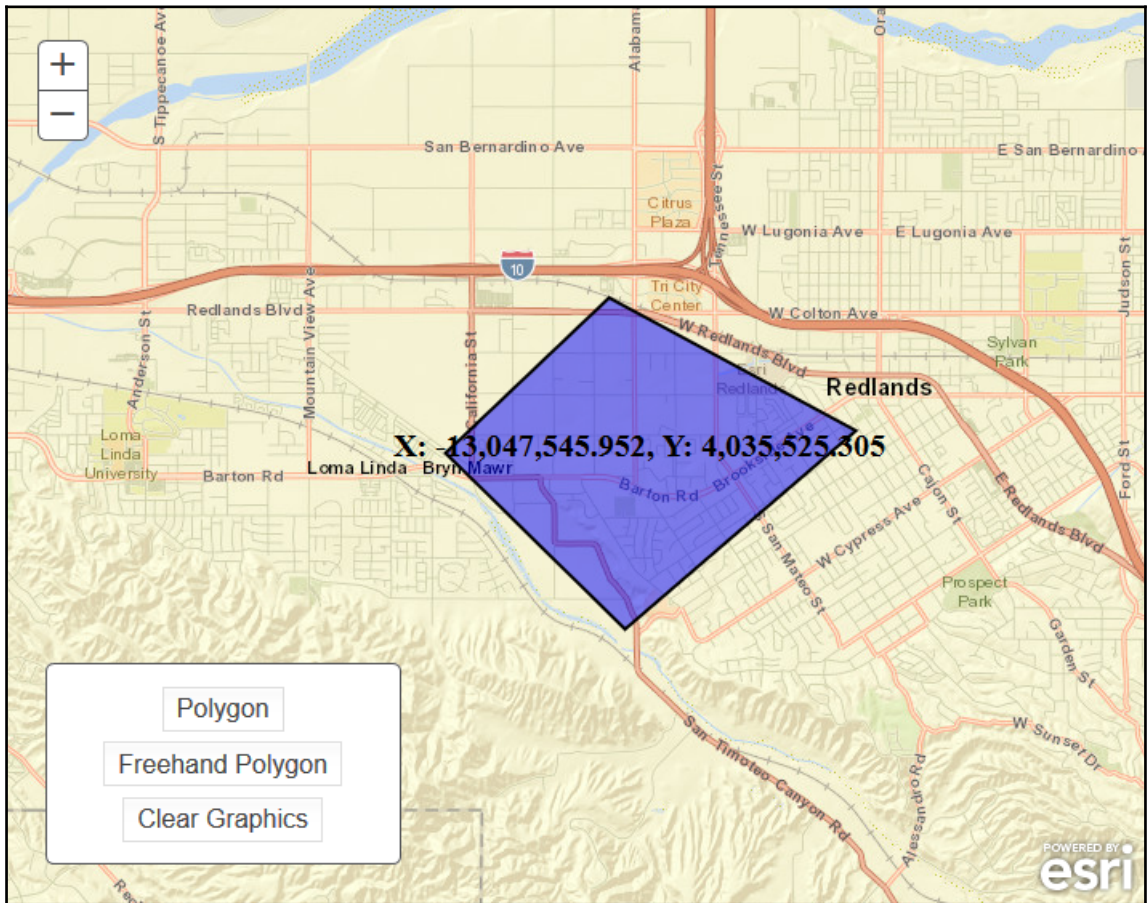 +
−
S Tippecanoe Ave
Alabama
Ora
San Bernardino Ave
E San Bernardino
Citrus
Plaza
Tennessee St
W Lugonia Ave
E Lugonia Ave
Judson St
10
Tri City
Center
Redlands Blvd
W Colton Ave
W Redlands Blvd
Anderson St
Mountain View Ave
California St
Sylvan
Park
Esri
Redlands
Redlands
Loma
Linda
University
X: -13,047,545.952, Y: 4,035,525.305
Barton Rd
Loma Linda
Bryn Mawr
Barton Rd
Brookside Ave
Cajon St
E Redlands Blvd
Ford St
S San Mateo St
W Cypress Ave
Prospect
Park
Garden St
Polygon
Freehand Polygon
Clear Graphics
San Timoteo Canyon Rd
W Sunset Dr
Alessandro Rd
POWERED BY
esri